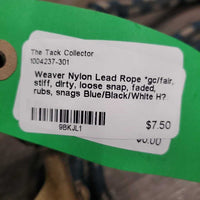 The Tack Collector
1004237-301
Weaver Nylon Lead Rope *gc/fair,
stiff, dirty, loose snap, faded,
rubs, snags Blue/Black/White H?
$7.50
9BKJL1